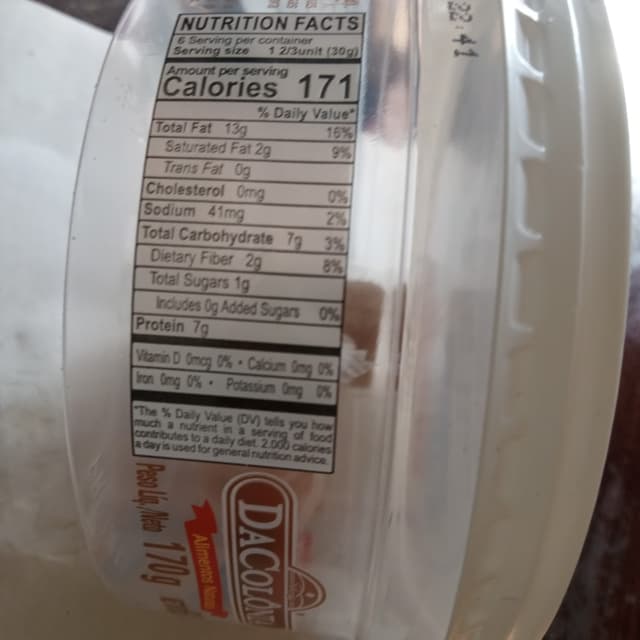 22:41
NUTRITION FACTS
6 Serving per container
Serving size 1 2/3unit (30g)
Amount per serving
Calories 171
% Daily Value*
Total Fat 13g 16%
Saturated Fat 2g 9%
Trans Fat 0g
Cholesterol 0mg 0%
Sodium 41mg 2%
Total Carbohydrate 7g 3%
Dietary Fiber 2g 8%
Total Sugars 1g
Includes 0g Added Sugars 0%
Protein 7g
Vitamin D 0mcg 0% • Calcium 0mg 0%
Iron 0mg 0% • Potassium 0mg 0%
*The % Daily Value (DV) tells you how
much a nutrient in a serving of food
contributes to a daily diet. 2,000 calories
a day is used for general nutrition advice.
170g
Alimentos